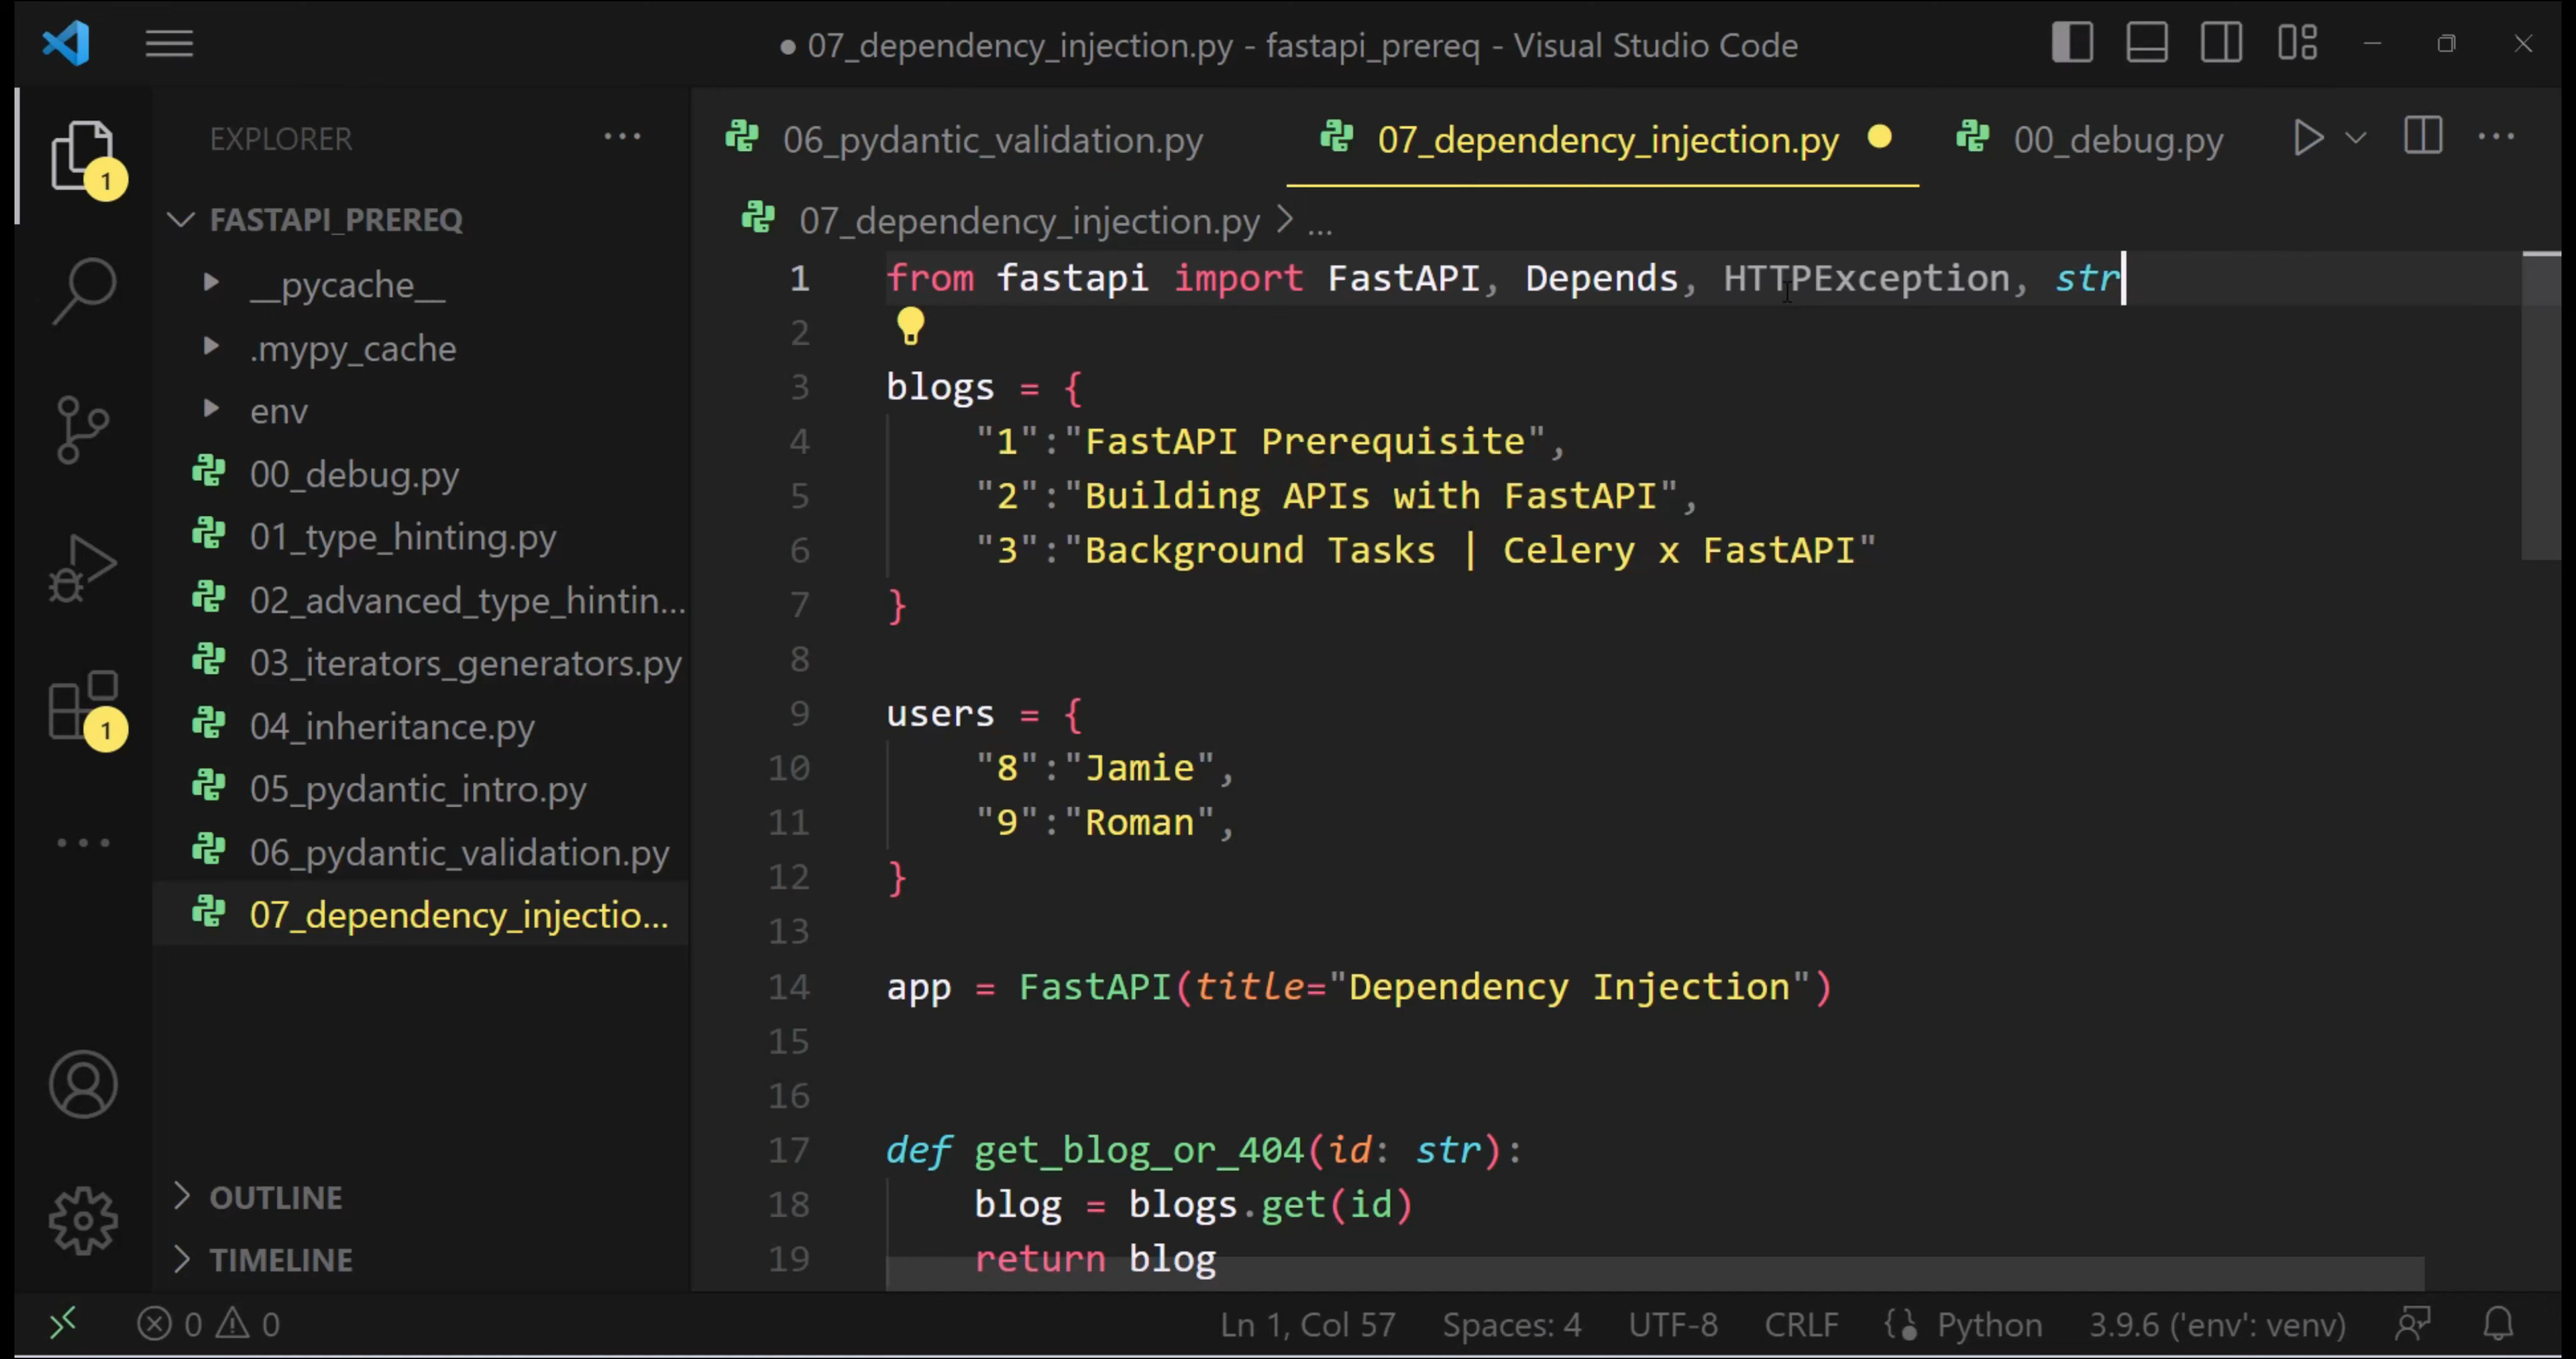 ● 07_dependency_injection.py - fastapi_prereq - Visual Studio Code
EXPLORER
1
FASTAPI_PREREQ
__pycache__
.mypy_cache
env
00_debug.py
01_type_hinting.py
02_advanced_type_hintin...
03_iterators_generators.py
04_inheritance.py
1
05_pydantic_intro.py
06_pydantic_validation.py
07_dependency_injectio...
OUTLINE
TIMELINE
06_pydantic_validation.py 07_dependency_injection.py 00_debug.py
07_dependency_injection.py > ...
1 from fastapi import FastAPI, Depends, HTTPException, str
2
3 blogs = {
4 "1":"FastAPI Prerequisite",
5 "2":"Building APIs with FastAPI",
6 "3":"Background Tasks | Celery x FastAPI"
7 }
8
9 users = {
10 "8":"Jamie",
11 "9":"Roman",
12 }
13
14 app = FastAPI(title="Dependency Injection")
15
16
17 def get_blog_or_404(id: str):
18 blog = blogs.get(id)
19 return blog
0 0 Ln 1, Col 57 Spaces: 4 UTF-8 CRLF Python 3.9.6 ('env': venv)